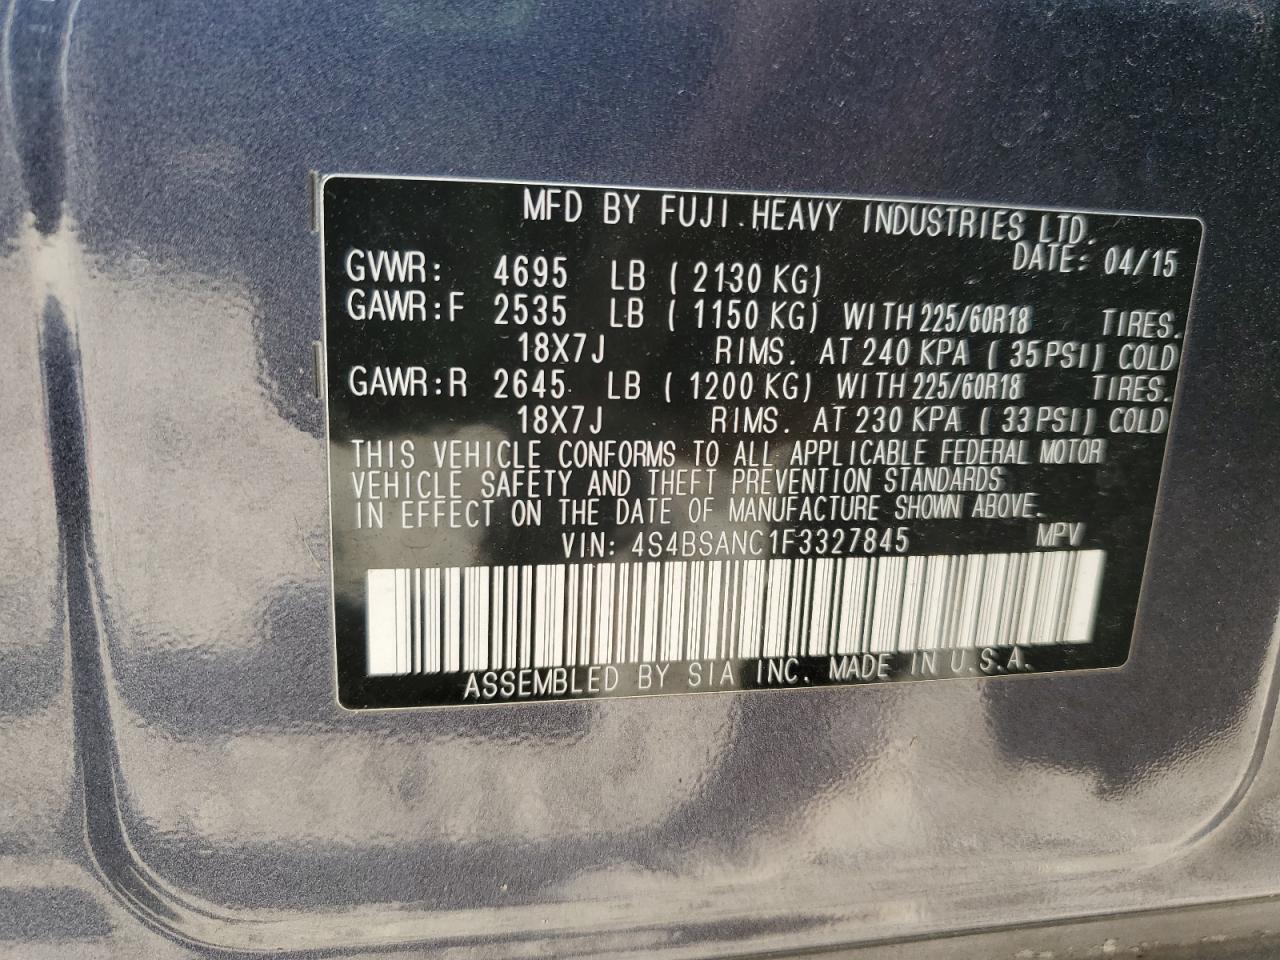 MFD BY FUJI HEAVY INDUSTRIES LTD.
DATE: 04/15
GVWR: 4695 LB ( 2130 KG)
GAWR:F 2535 LB ( 1150 KG) WITH 225/60R18 TIRES.
18X7J RIMS. AT 240 KPA ( 35 PSI) COLD
GAWR:R 2645 LB ( 1200 KG) WITH 225/60R18 TIRES.
18X7J RIMS. AT 230 KPA ( 33 PSI) COLD
THIS VEHICLE CONFORMS TO ALL APPLICABLE FEDERAL MOTOR
VEHICLE SAFETY AND THEFT PREVENTION STANDARDS
IN EFFECT ON THE DATE OF MANUFACTURE SHOWN ABOVE.
VIN: 4S4BSANC1F3327845 MPV
ASSEMBLED BY SIA INC. MADE IN U.S.A.